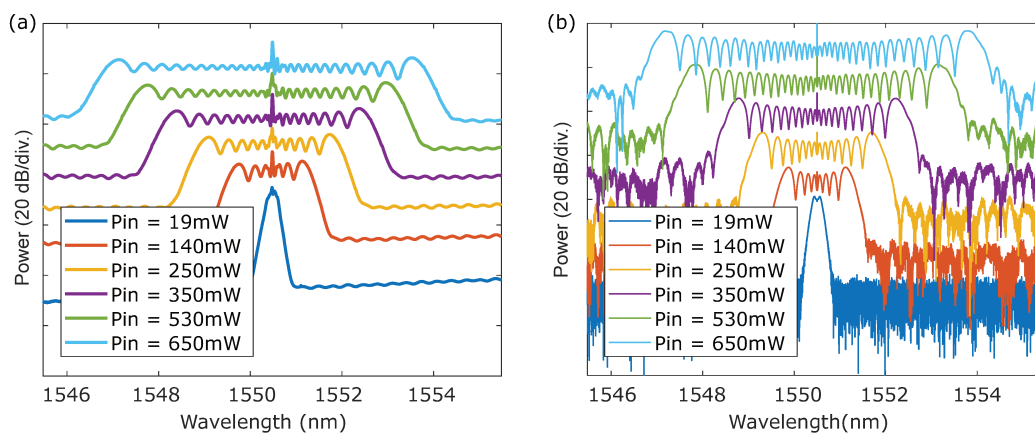 (a)
Power (20 dB/div.)
Pin = 19mW
Pin = 140mW
Pin = 250mW
Pin = 350mW
Pin = 530mW
Pin = 650mW
1546 1548 1550 1552 1554
Wavelength (nm)
(b)
Power (20 dB/div.)
Pin = 19mW
Pin = 140mW
Pin = 250mW
Pin = 350mW
Pin = 530mW
Pin = 650mW
1546 1548 1550 1552 1554
Wavelength(nm)